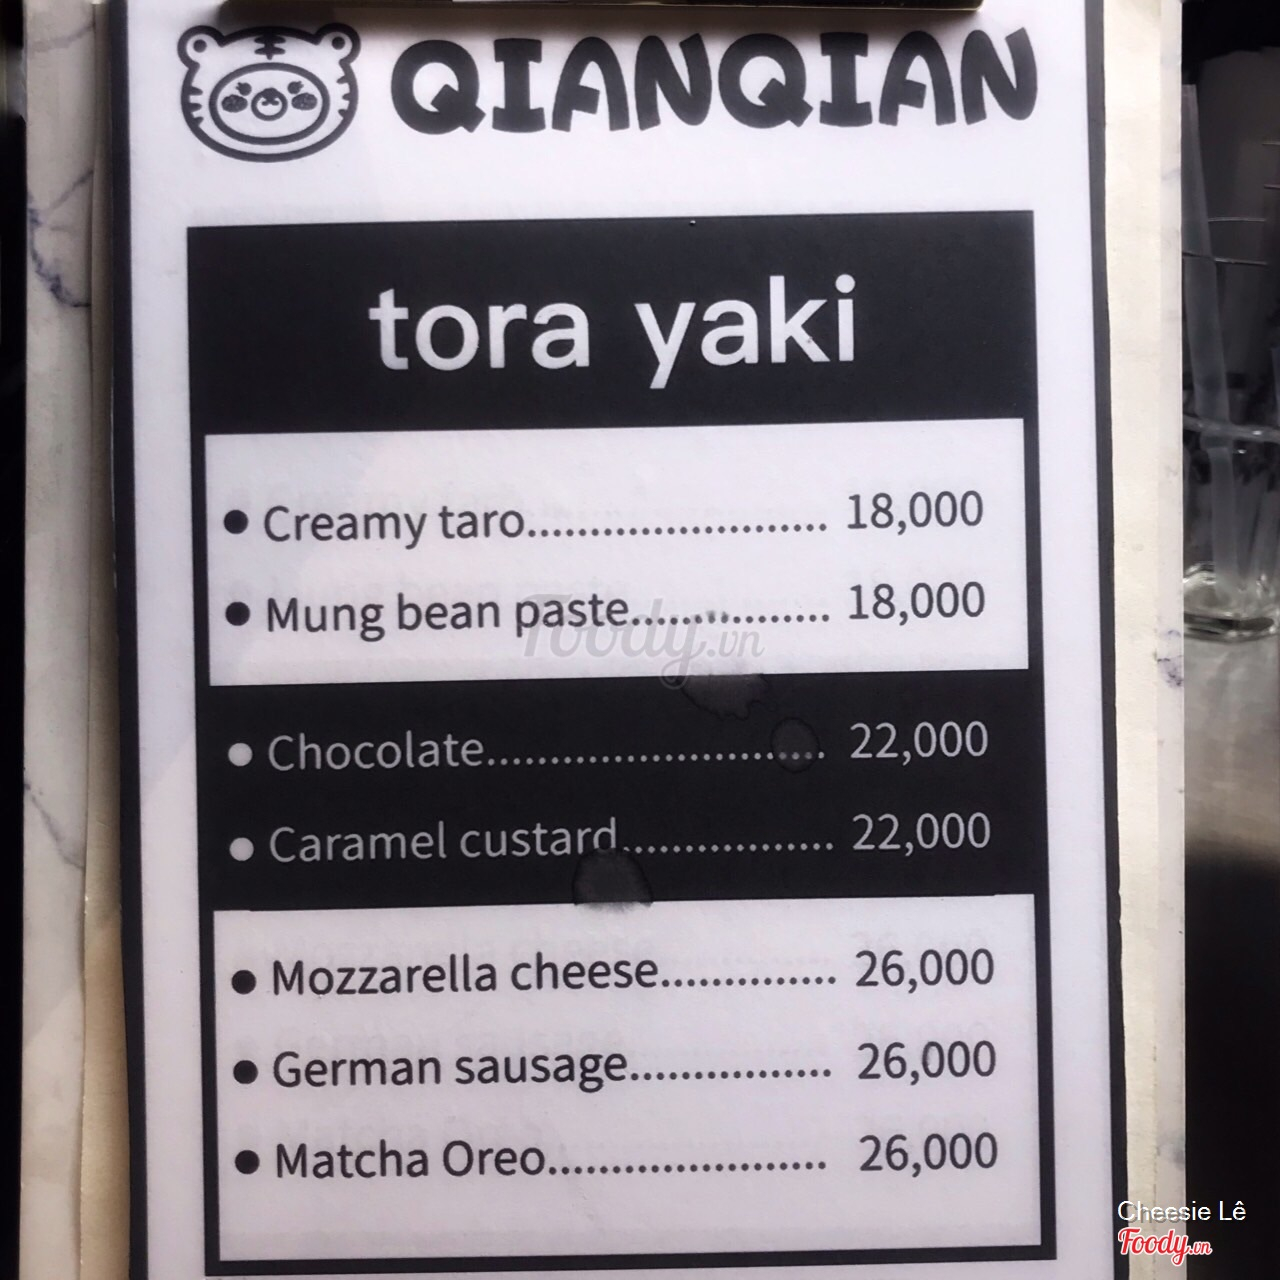 QIANQIAN
tora yaki
• Creamy taro........................ 18,000
• Mung bean paste................ 18,000
Foody.vn
• Chocolate........................... 22,000
• Caramel custard................. 22,000
• Mozzarella cheese.............. 26,000
• German sausage................ 26,000
• Matcha Oreo...................... 26,000
Cheesie Lê
Foody.vn